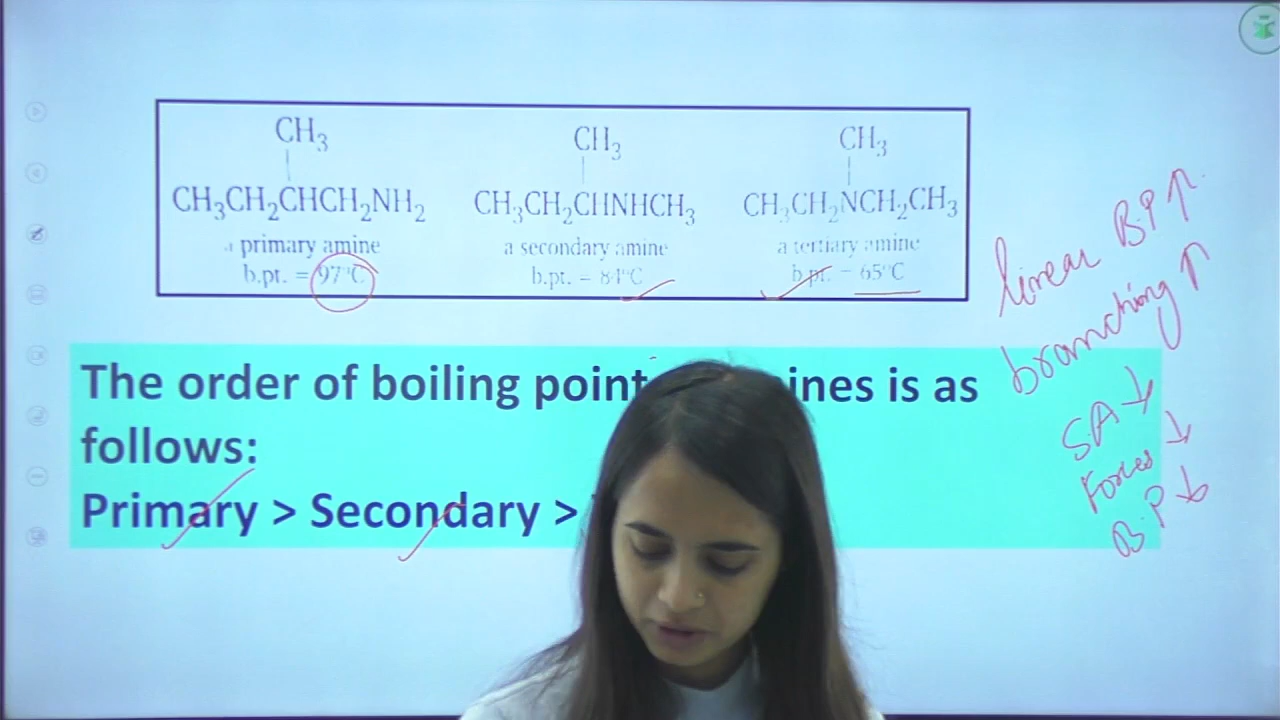 CH₃ CH₃ CH₃
CH₃CH₂CHCH₂NH₂ CH₃CH₂CHNHCH₃ CH₃CH₂NCH₂CH₃
a primary amine a secondary amine a tertiary amine
b.pt. = 97°C b.pt. – 84°C b.pt. – 65°C
The order of boiling point ines is as
follows:
Primary > Secondary >
linear B.P ↑
branching ↑
S.A ↓
Forces ↓
B.P ↓